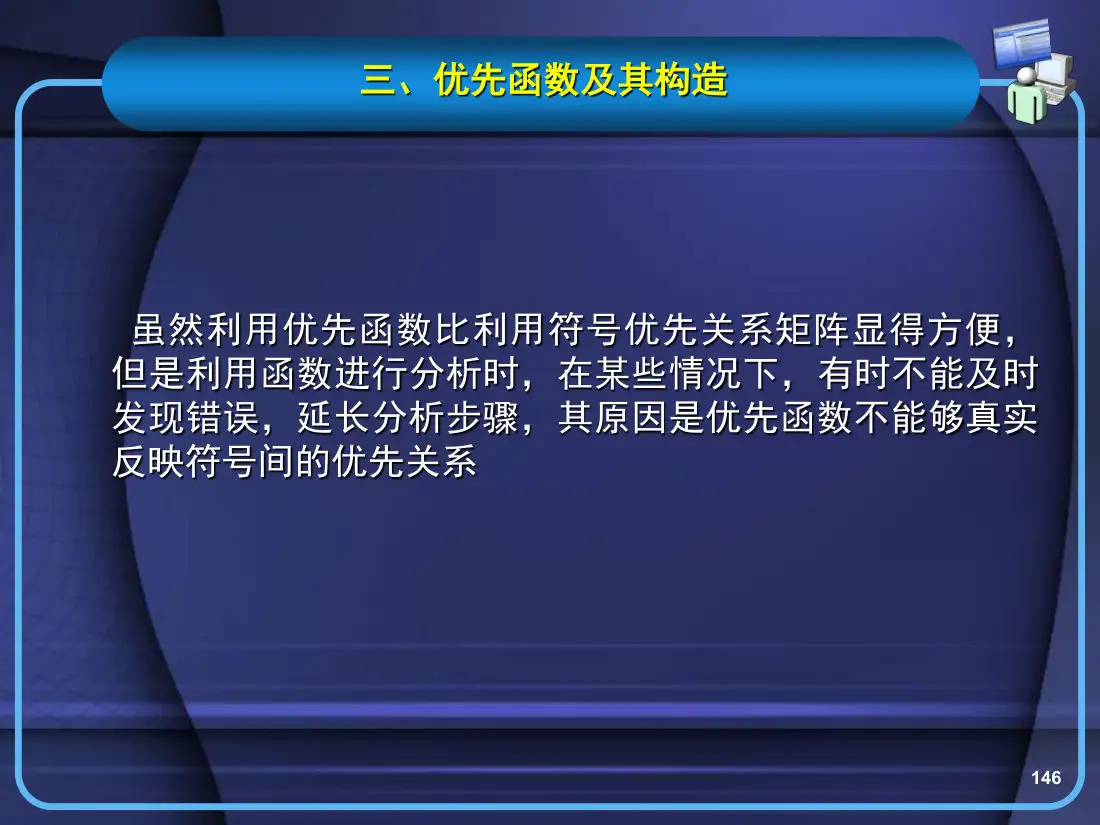 三、优先函数及其构造
虽然利用优先函数比利用符号优先关系矩阵显得方便，
但是利用函数进行分析时，在某些情况下，有时不能及时
发现错误，延长分析步骤，其原因是优先函数不能够真实
反映符号间的优先关系
146